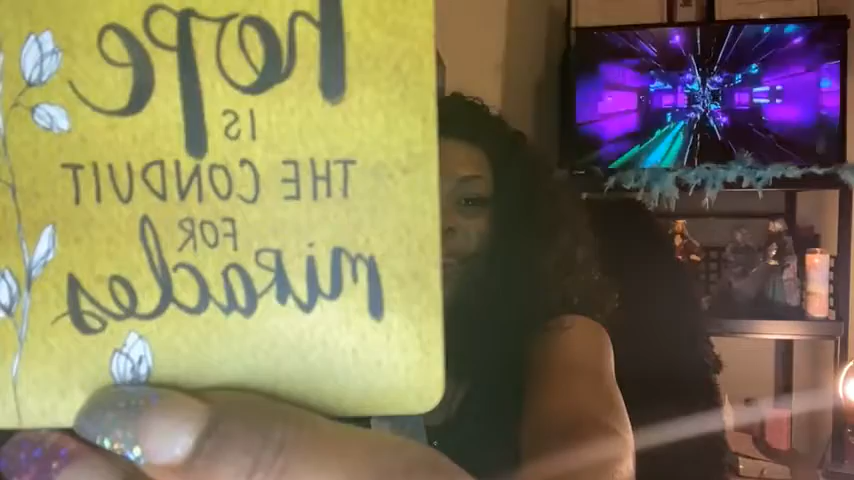 hope
IS
THE CONDUIT
FOR
miRacles